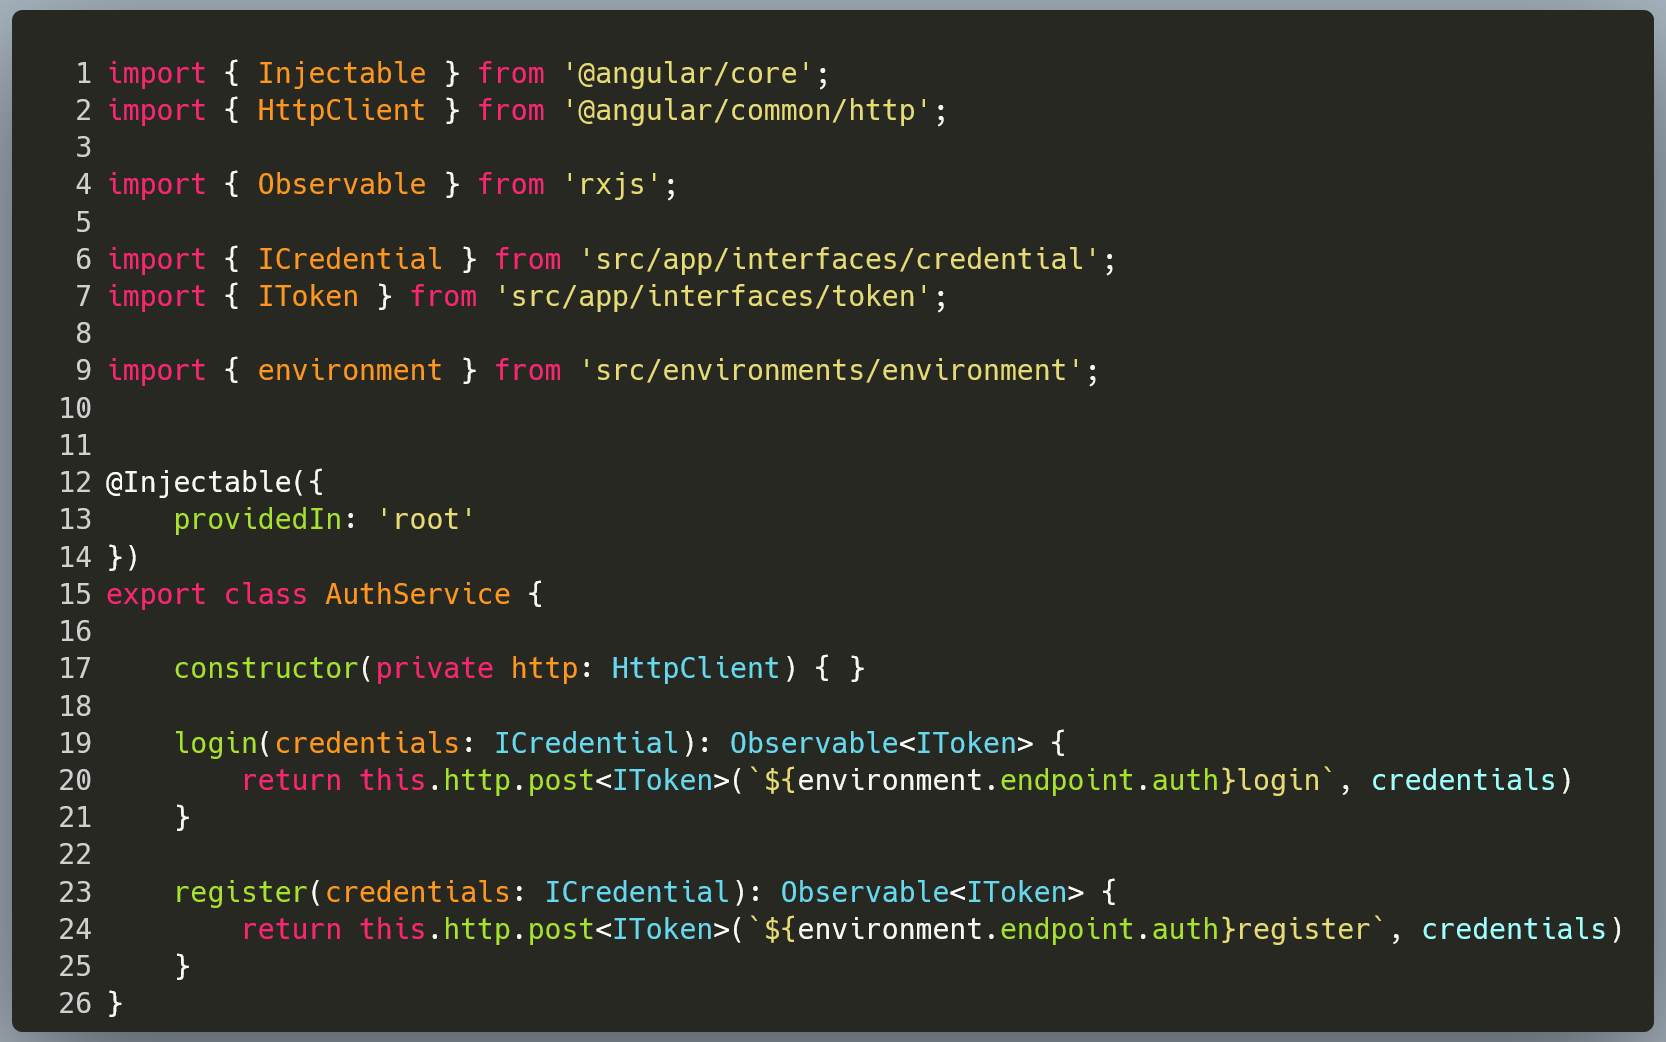 1 import { Injectable } from '@angular/core';
2 import { HttpClient } from '@angular/common/http';
3
4 import { Observable } from 'rxjs';
5
6 import { ICredential } from 'src/app/interfaces/credential';
7 import { IToken } from 'src/app/interfaces/token';
8
9 import { environment } from 'src/environments/environment';
10
11
12 @Injectable({
13     providedIn: 'root'
14 })
15 export class AuthService {
16
17     constructor(private http: HttpClient) { }
18
19     login(credentials: ICredential): Observable<IToken> {
20         return this.http.post<IToken>(`${environment.endpoint.auth}login`, credentials)
21     }
22
23     register(credentials: ICredential): Observable<IToken> {
24         return this.http.post<IToken>(`${environment.endpoint.auth}register`, credentials)
25     }
26 }